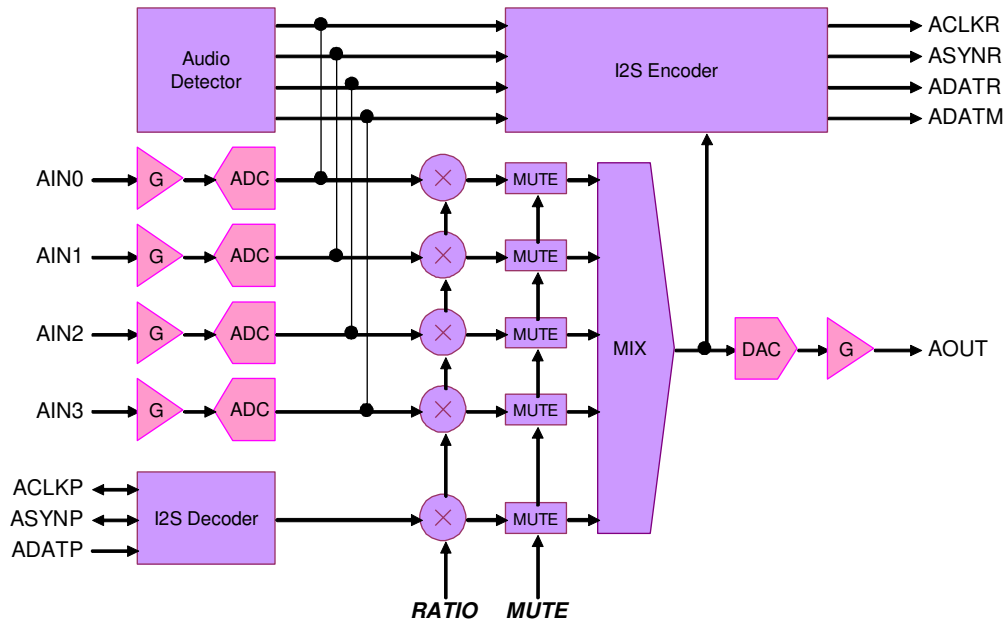 Audio
Detector
I2S Encoder
ACLKR
ASYNR
ADATR
ADATM
AIN0
G
ADC
MUTE
AIN1
G
ADC
MUTE
AIN2
G
ADC
MUTE
MIX
DAC
G
AOUT
AIN3
G
ADC
MUTE
ACLKP
ASYNP
ADATP
I2S Decoder
MUTE
RATIO
MUTE